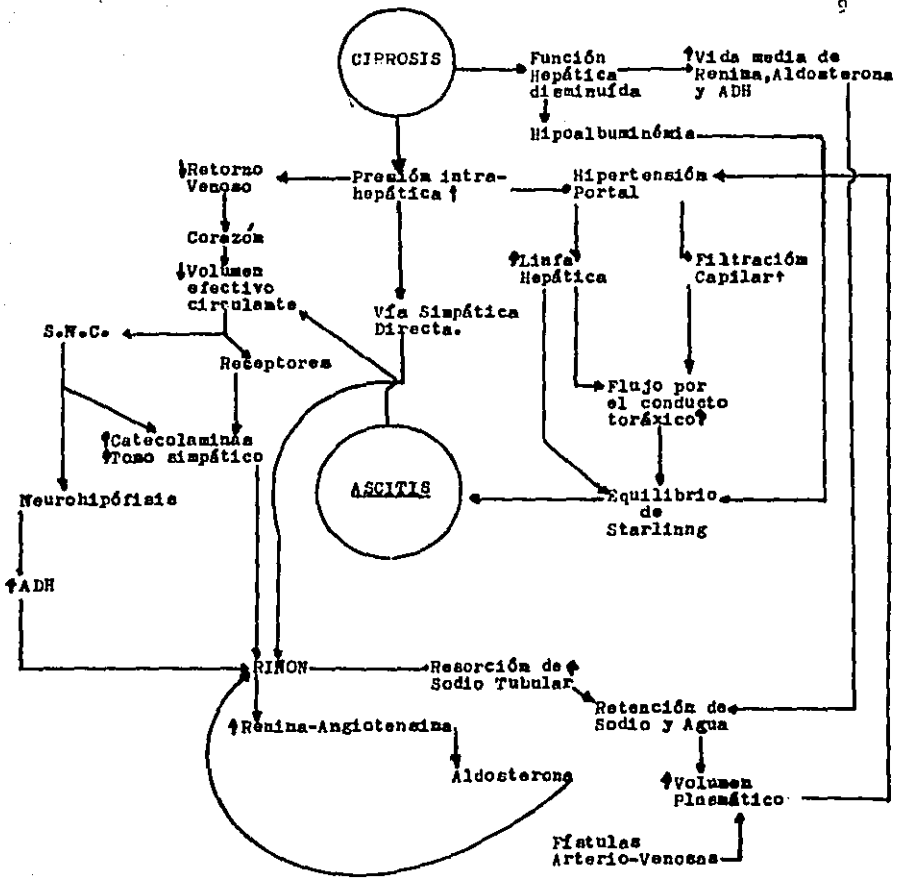 CIRROSIS
Función
Hepática
disminuída
↑Vida media de
Renina,Aldosterona
y ADH
Hipoalbuminémia
↓Retorno
Venoso
Presión intra-
hepática↑
Hipertensión
Portal
Corazón
↓Volumen
efectivo
circulante
↑Linfa
Hepática
Filtración
Capilar↑
Vía Simpática
Directa.
S.N.C.
Receptores
Flujo por
el conducto
toráxico↑
↑Catecolaminas
↑Tono simpático
Neurohipófisis
ASCITIS
Equilibrio
de
Starlinng
↑ADH
RIÑON
Resorción de↑
Sodio Tubular
↑Renina-Angiotensina
Retención de
Sodio y Agua
Aldosterona
↑Volumen
Plasmático
Fístulas
Arterio-Venosas